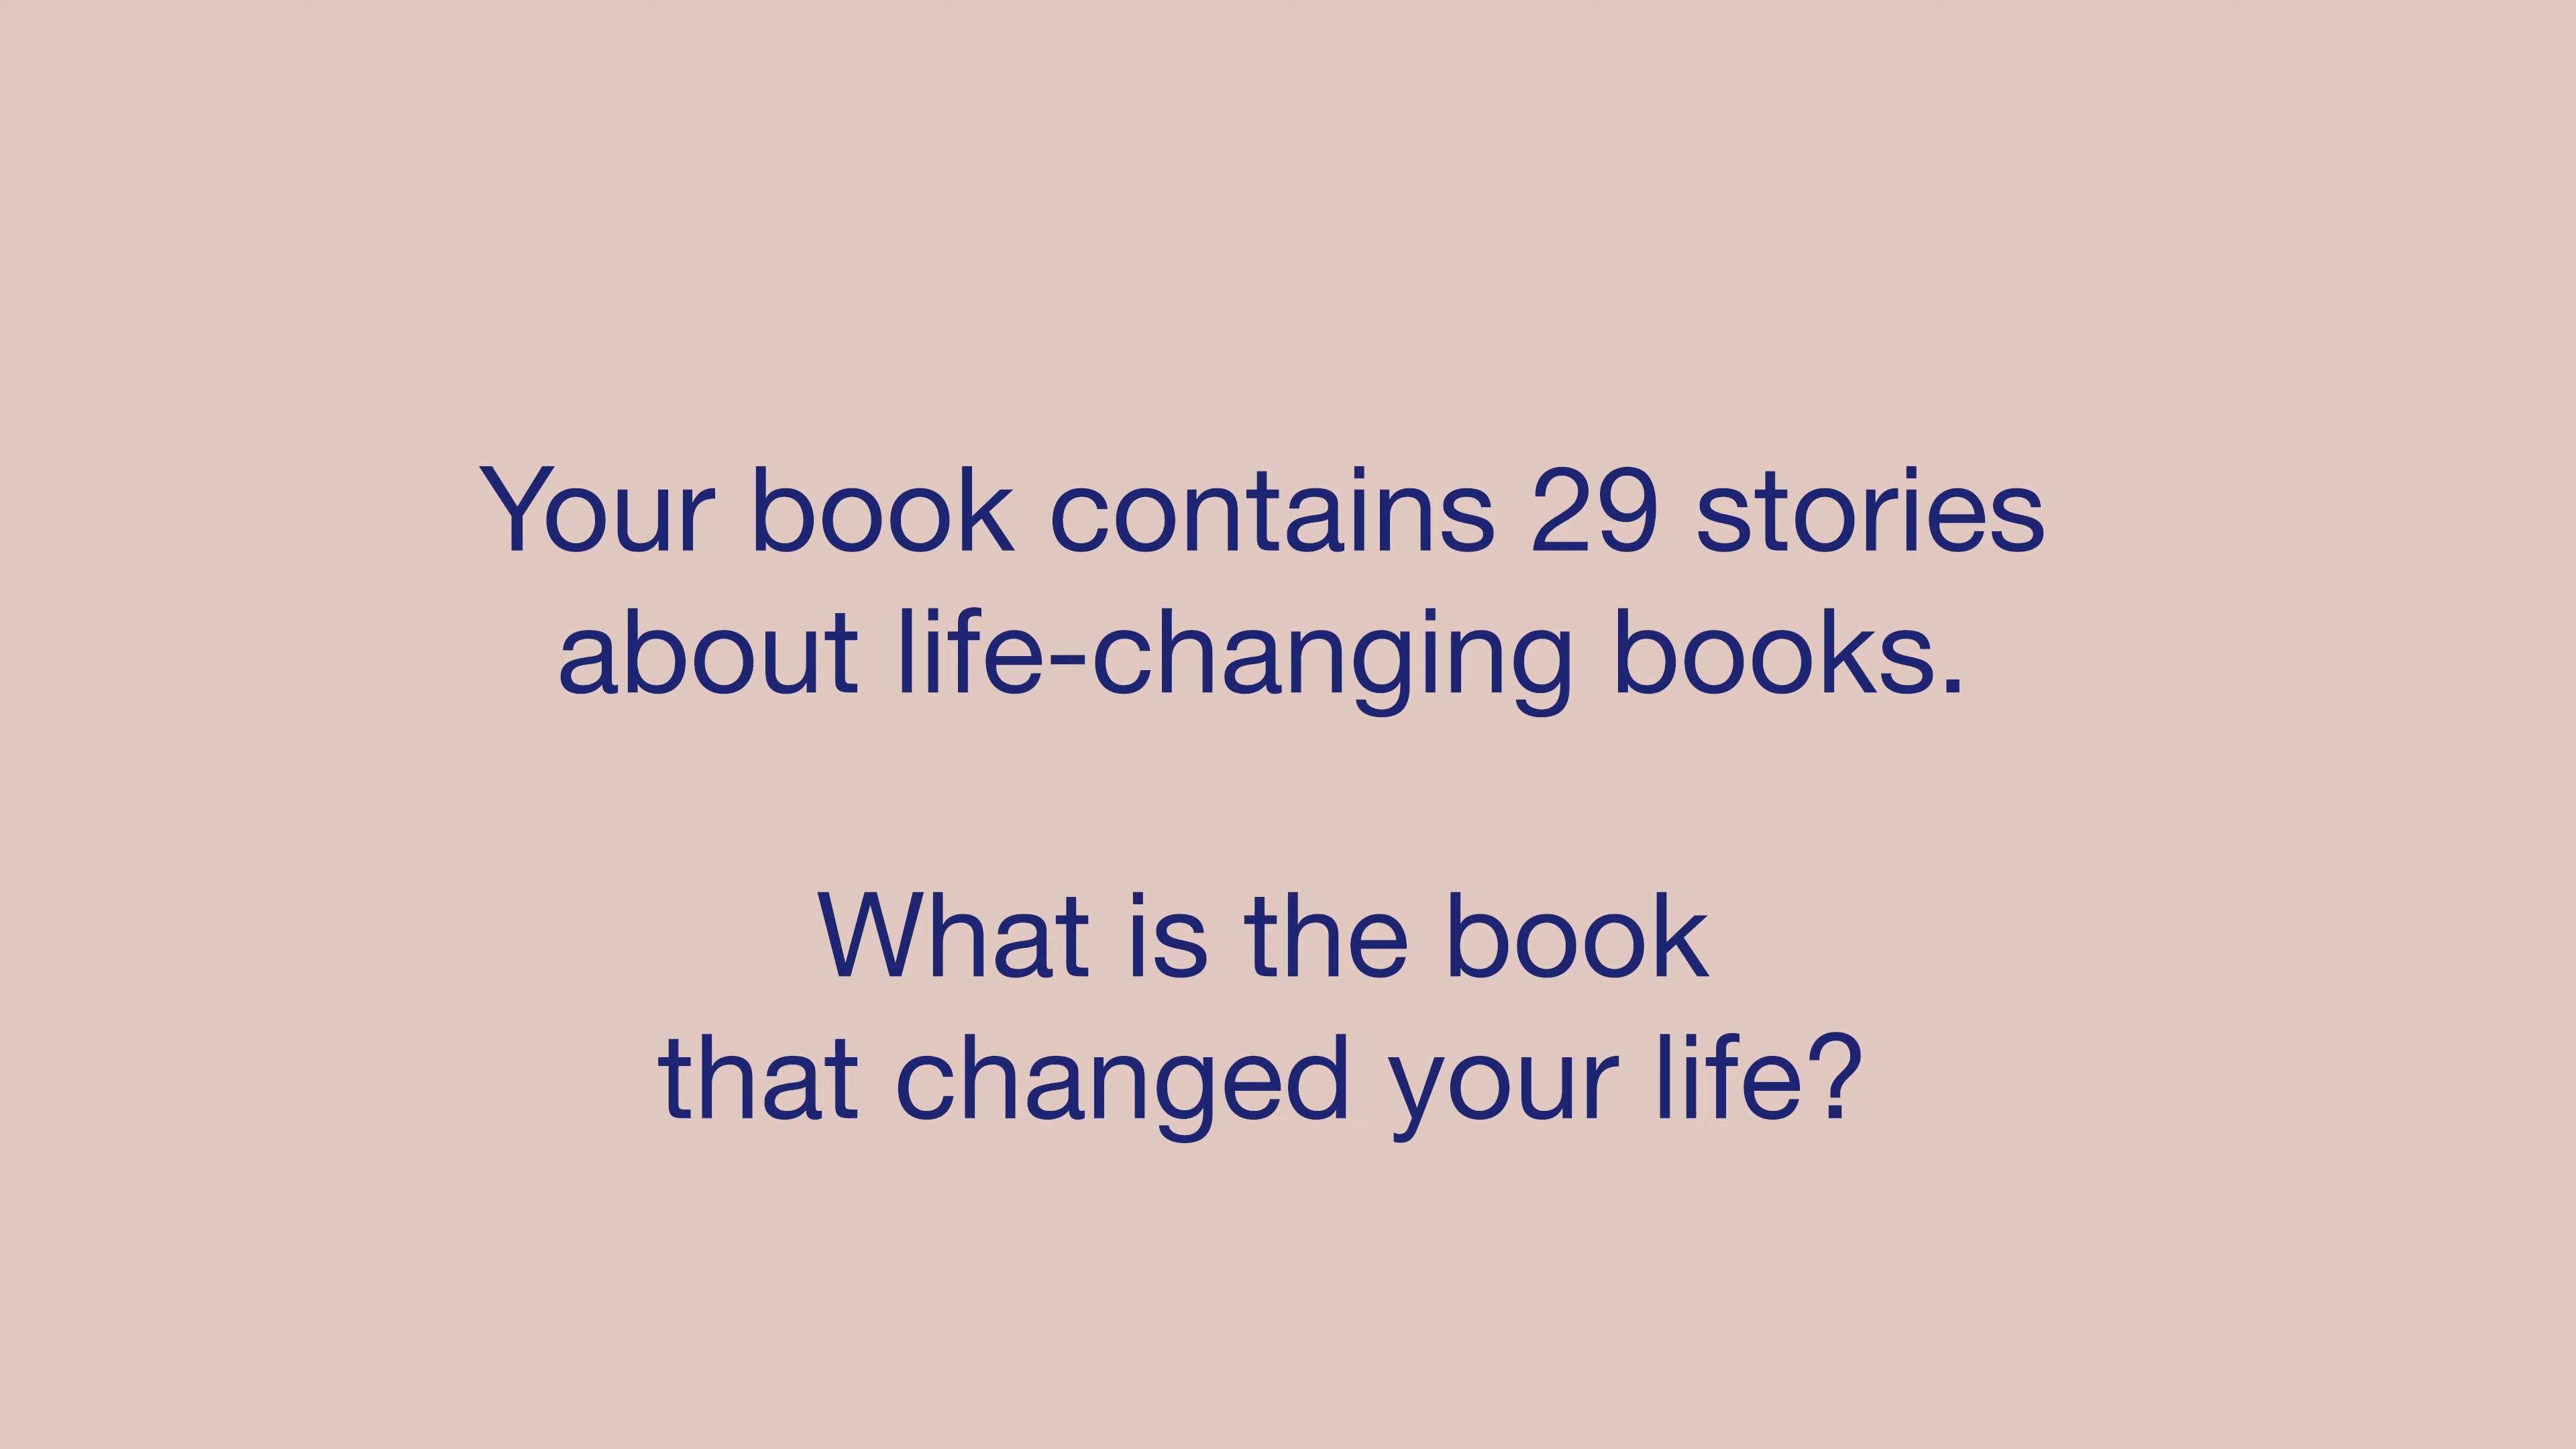 Your book contains 29 stories
about life-changing books.
What is the book
that changed your life?